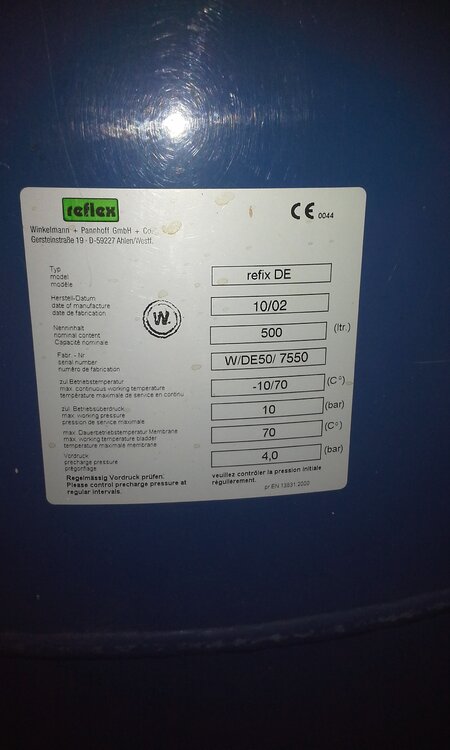 reflex
CE 0044
Winkelmann + Pannhoff GmbH + Co.
Gersteinstraße 19 · D-59227 Ahlen/Westf.
Typ
model
modèle
refix DE
Herstell-Datum
date of manufacture
date de fabrication
10/02
W.
Nenninhalt
nominal content
Capacité nominale
500 (ltr.)
Fabr. - Nr
serial number
numéro de fabrication
W/DE50/ 7550
zul Betriebstemperatur
max. continuous working temperature
température maximale de service en continu
-10/70 (C°)
zul. Betriebsüberdruck
max. working pressure
pression de service maximale
10 (bar)
max. Dauerbetriebstemperatur Membrane
max. working temperature bladder
température maximale membrane
70 (C°)
Vordruck
precharge pressure
prégonflage
4,0 (bar)
Regelmässig Vordruck prüfen.
Please control precharge pressure at
regular intervals.
veuillez contrôler la pression initiale
régulierement.
pr EN 13831:2000